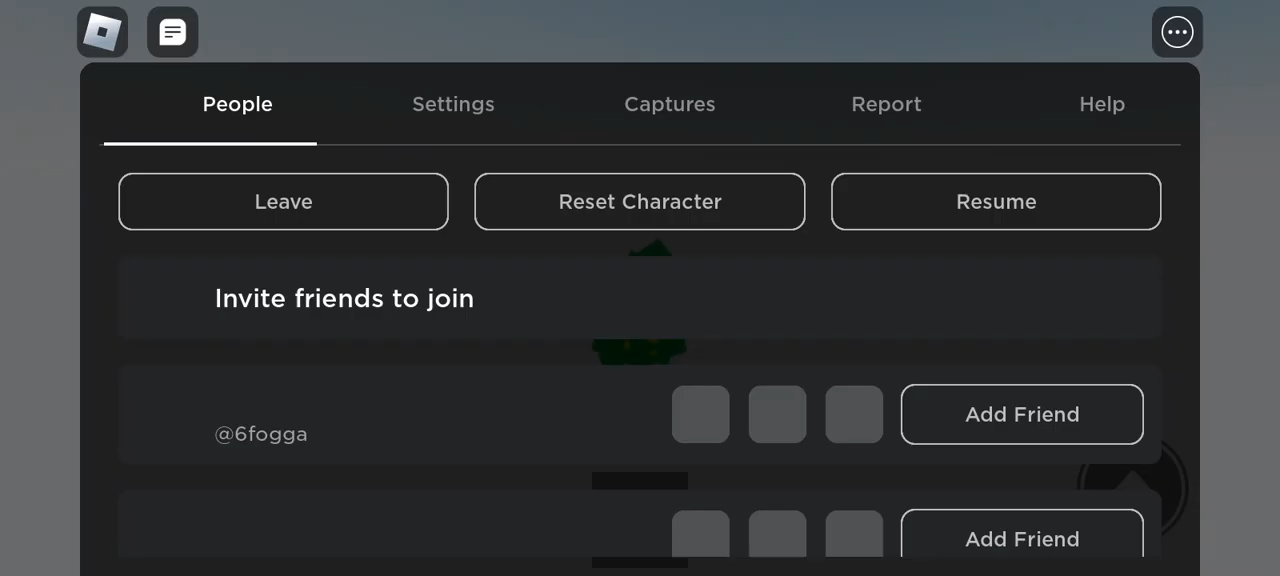 People
Settings
Captures
Report
Help
Leave
Reset Character
Resume
Invite friends to join
@6fogga
Add Friend
Add Friend